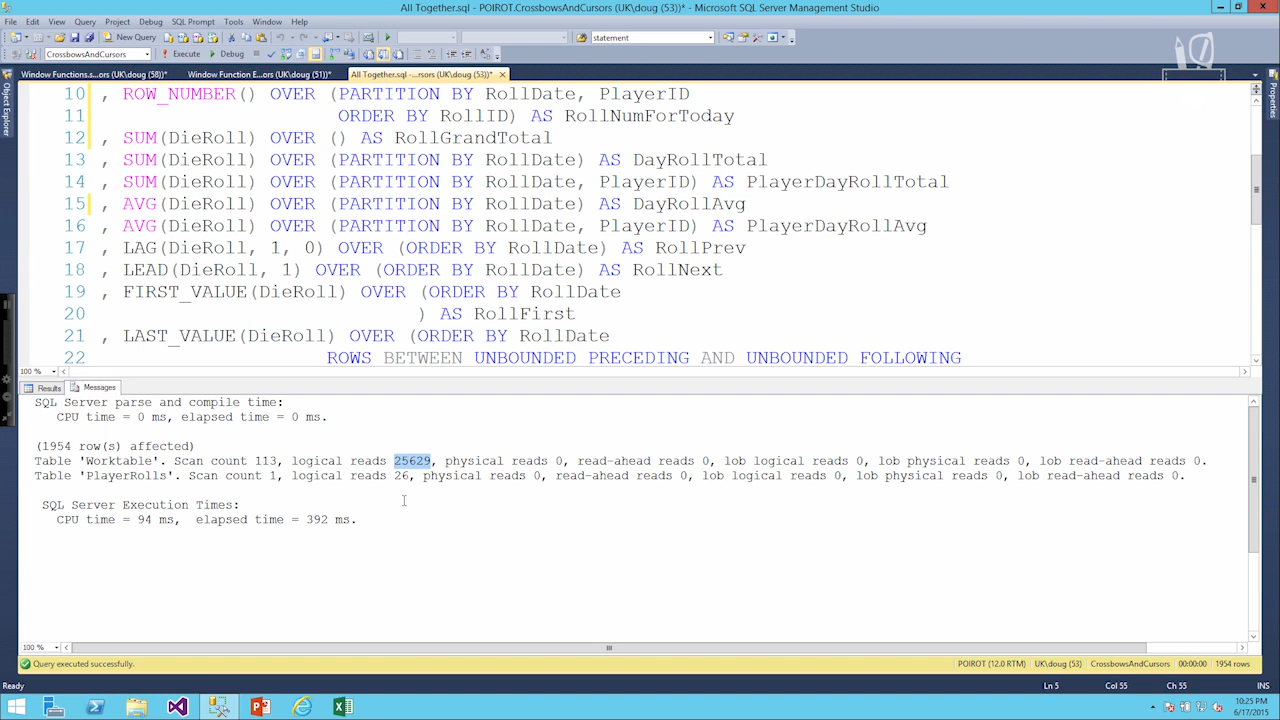 All Together.sql - POIROT.CrossbowsAndCursors (UK\doug (53))* - Microsoft SQL Server Management Studio
File Edit View Query Project Debug SQL Prompt Tools Window Help
New Query statement
CrossbowsAndCursors Execute Debug
Window Functions.s...ors (UK\doug (58))* Window Function E...ors (UK\doug (51))* All Together.sql -...rsors (UK\doug (53))*
Object Explorer
Properties
10 , ROW_NUMBER() OVER (PARTITION BY RollDate, PlayerID
11 ORDER BY RollID) AS RollNumForToday
12 , SUM(DieRoll) OVER () AS RollGrandTotal
13 , SUM(DieRoll) OVER (PARTITION BY RollDate) AS DayRollTotal
14 , SUM(DieRoll) OVER (PARTITION BY RollDate, PlayerID) AS PlayerDayRollTotal
15 , AVG(DieRoll) OVER (PARTITION BY RollDate) AS DayRollAvg
16 , AVG(DieRoll) OVER (PARTITION BY RollDate, PlayerID) AS PlayerDayRollAvg
17 , LAG(DieRoll, 1, 0) OVER (ORDER BY RollDate) AS RollPrev
18 , LEAD(DieRoll, 1) OVER (ORDER BY RollDate) AS RollNext
19 , FIRST_VALUE(DieRoll) OVER (ORDER BY RollDate
20 ) AS RollFirst
21 , LAST_VALUE(DieRoll) OVER (ORDER BY RollDate
22 ROWS BETWEEN UNBOUNDED PRECEDING AND UNBOUNDED FOLLOWING
100 %
Results Messages
SQL Server parse and compile time:
CPU time = 0 ms, elapsed time = 0 ms.
(1954 row(s) affected)
Table 'Worktable'. Scan count 113, logical reads 25629, physical reads 0, read-ahead reads 0, lob logical reads 0, lob physical reads 0, lob read-ahead reads 0.
Table 'PlayerRolls'. Scan count 1, logical reads 26, physical reads 0, read-ahead reads 0, lob logical reads 0, lob physical reads 0, lob read-ahead reads 0.
SQL Server Execution Times:
CPU time = 94 ms, elapsed time = 392 ms.
100 %
Query executed successfully. POIROT (12.0 RTM) UK\doug (53) CrossbowsAndCursors 00:00:00 1954 rows
Ready Ln 5 Col 55 Ch 55 INS
10:25 PM
6/17/2015